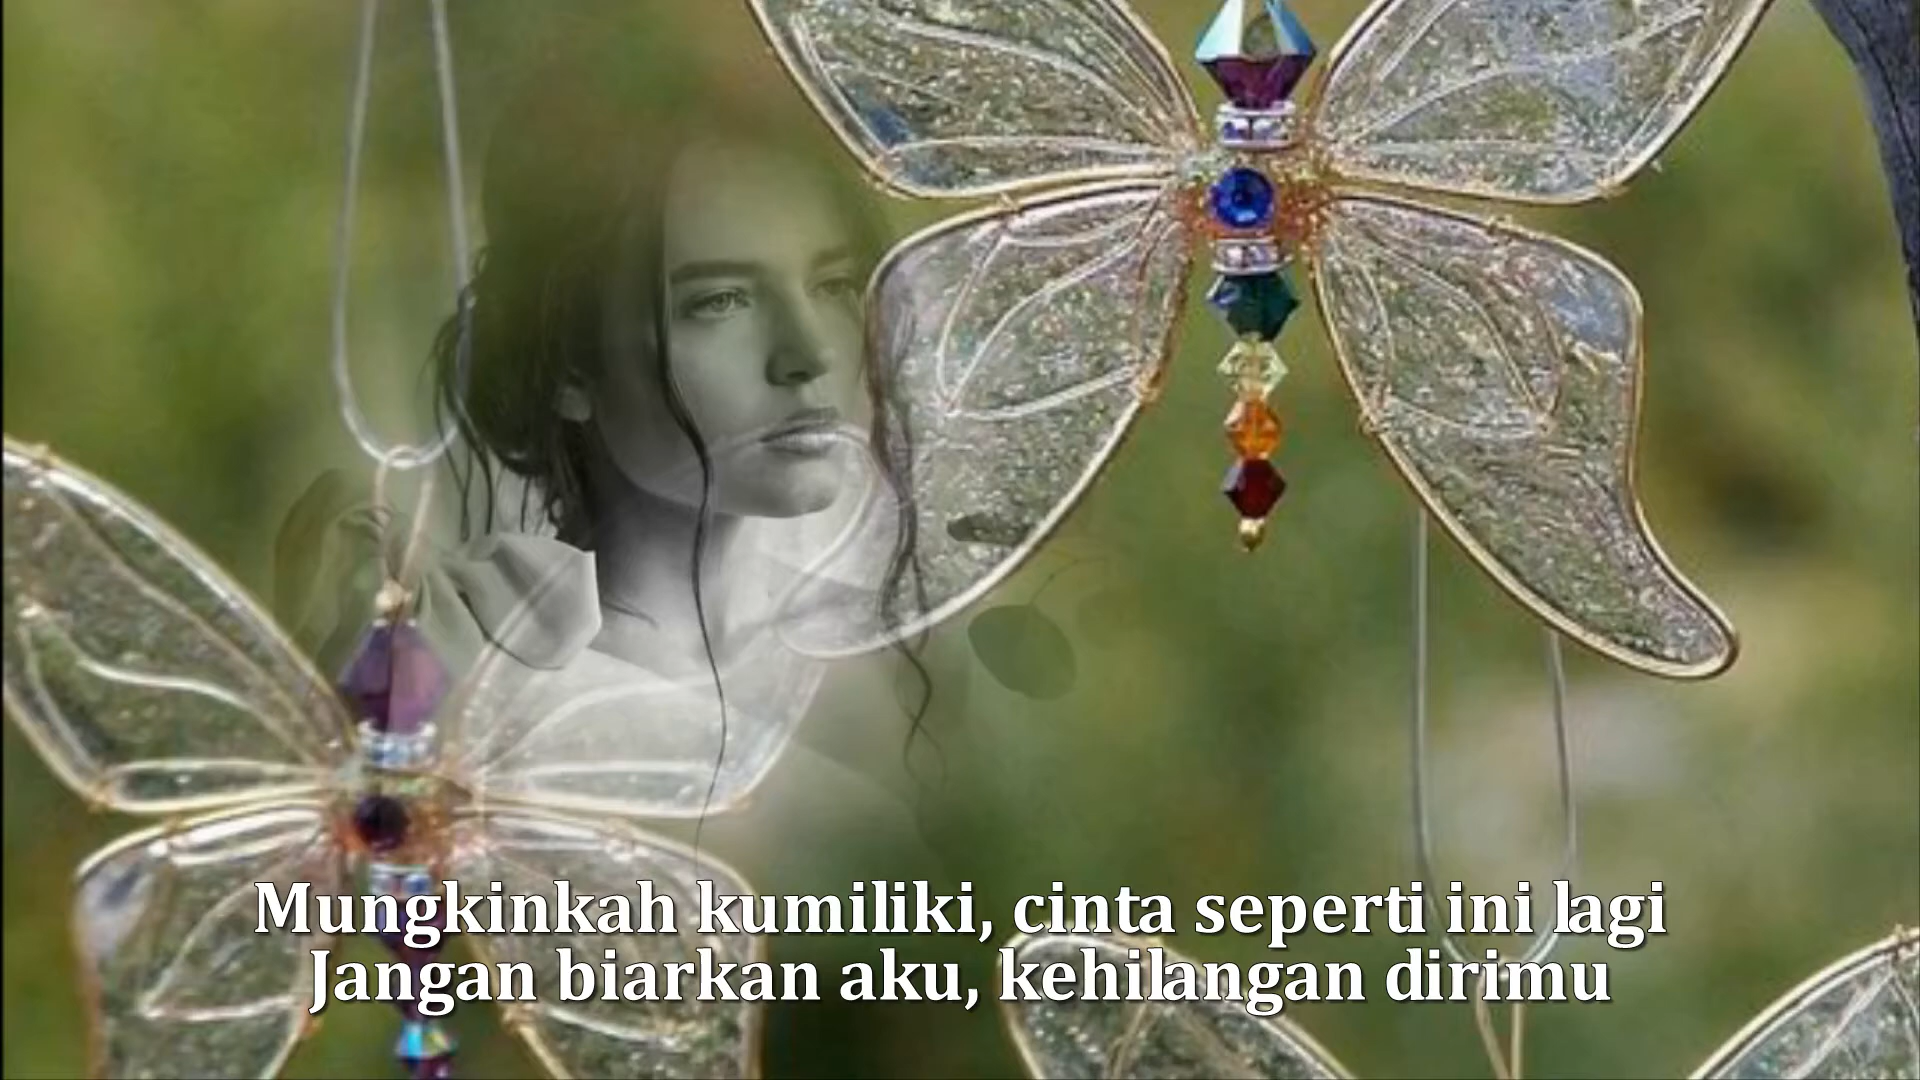 Mungkinkah kumiliki, cinta seperti ini lagi
Jangan biarkan aku, kehilangan dirimu